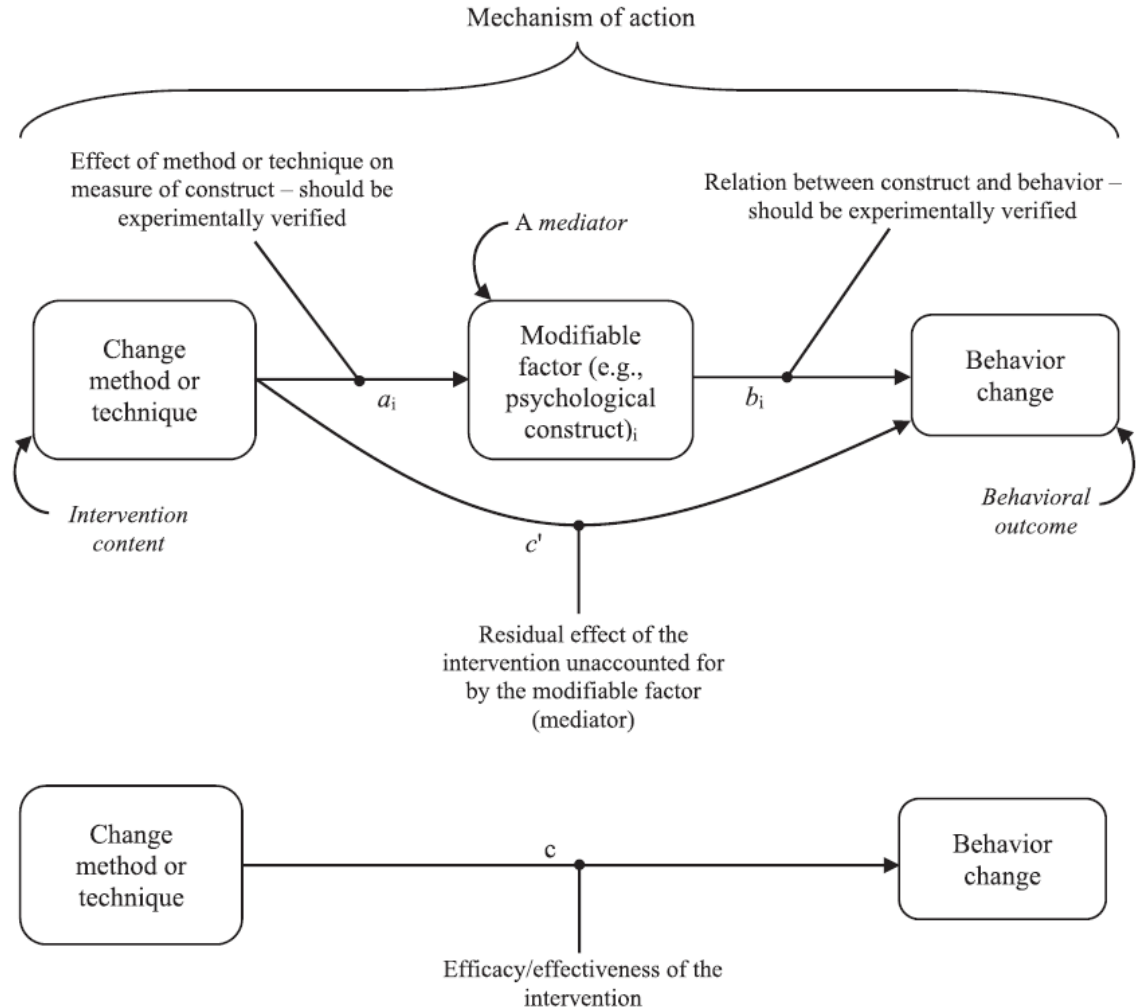 Mechanism of action
Effect of method or technique on
measure of construct – should be
experimentally verified
Relation between construct and behavior –
should be experimentally verified
A mediator
Change
method or
technique
Modifiable
factor (e.g.,
psychological
construct)i
Behavior
change
ai
bi
Intervention
content
c'
Behavioral
outcome
Residual effect of the
intervention unaccounted for
by the modifiable factor
(mediator)
Change
method or
technique
c
Behavior
change
Efficacy/effectiveness of the
intervention